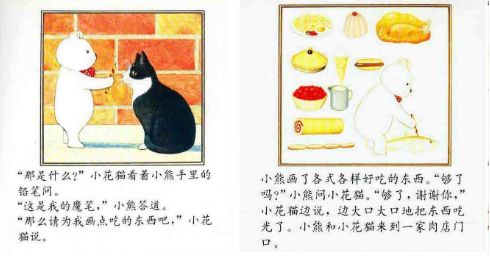 “那是什么？”小花猫看着小熊手里的
铅笔问。
“这是我的魔笔，”小熊答道。
“那么请为我画点吃的东西吧，”小花
猫说。
小熊画了各式各样好吃的东西。“够了
吗？”小熊问小花猫。“够了，谢谢你，”
小花猫边说，边大口大口地把东西吃
光了。小熊和小花猫来到一家肉店门
口。